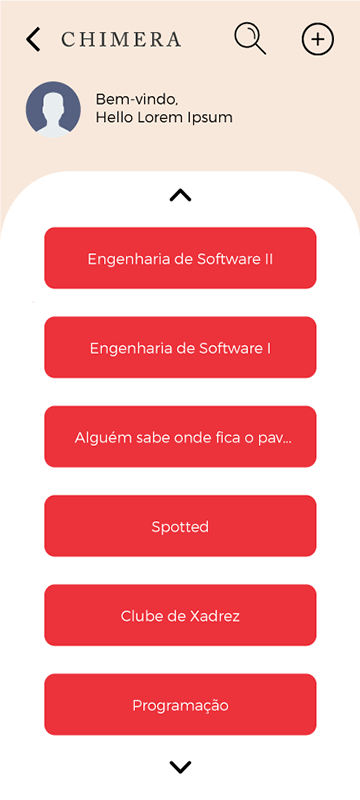 CHIMERA
Bem-vindo,
Hello Lorem Ipsum
Engenharia de Software II
Engenharia de Software I
Alguém sabe onde fica o pav...
Spotted
Clube de Xadrez
Programação